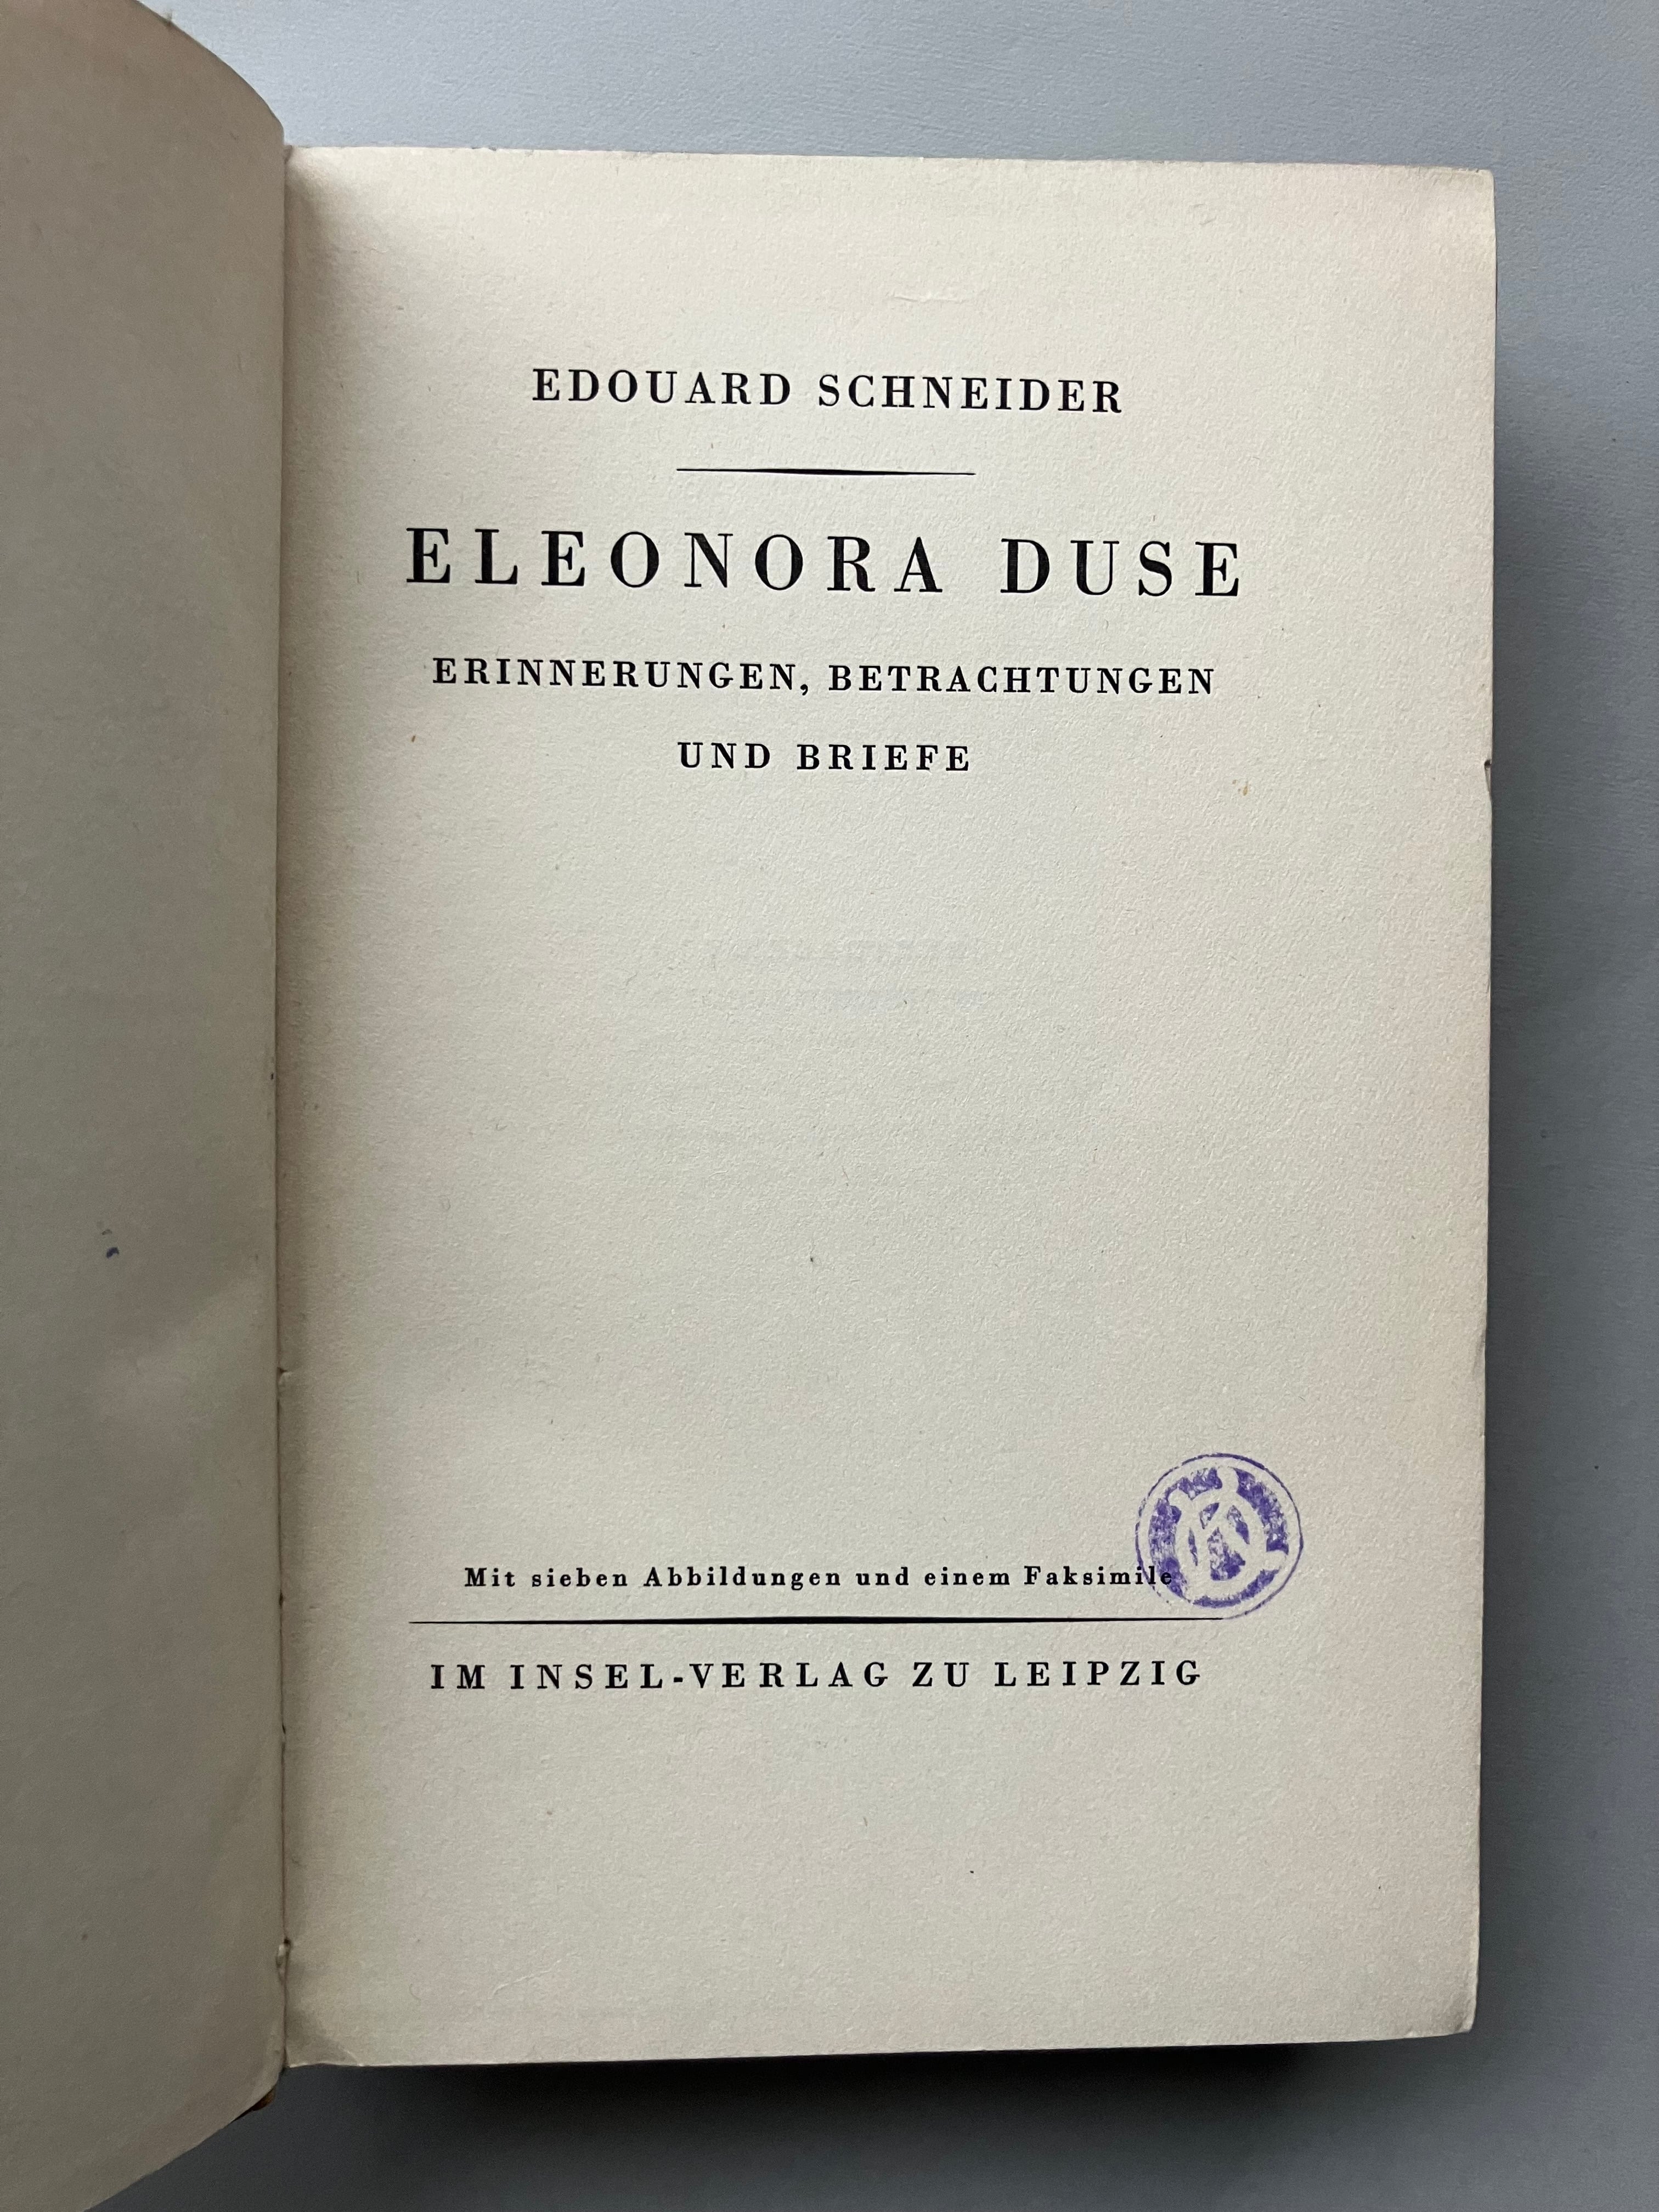 EDOUARD SCHNEIDER
ELEONORA DUSE
ERINNERUNGEN, BETRACHTUNGEN
UND BRIEFE
Mit sieben Abbildungen und einem Faksimile
IM INSEL-VERLAG ZU LEIPZIG